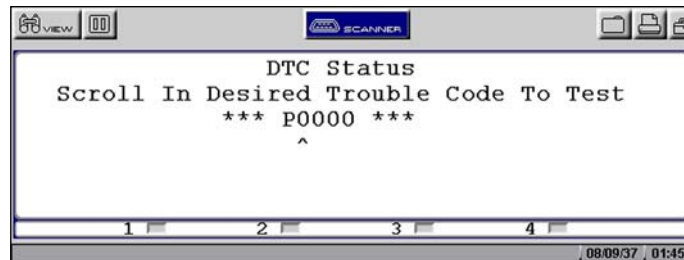 VIEW SCANNER
DTC Status
Scroll In Desired Trouble Code To Test
*** P0000 ***
^
1 2 3 4
08/09/37 01:45